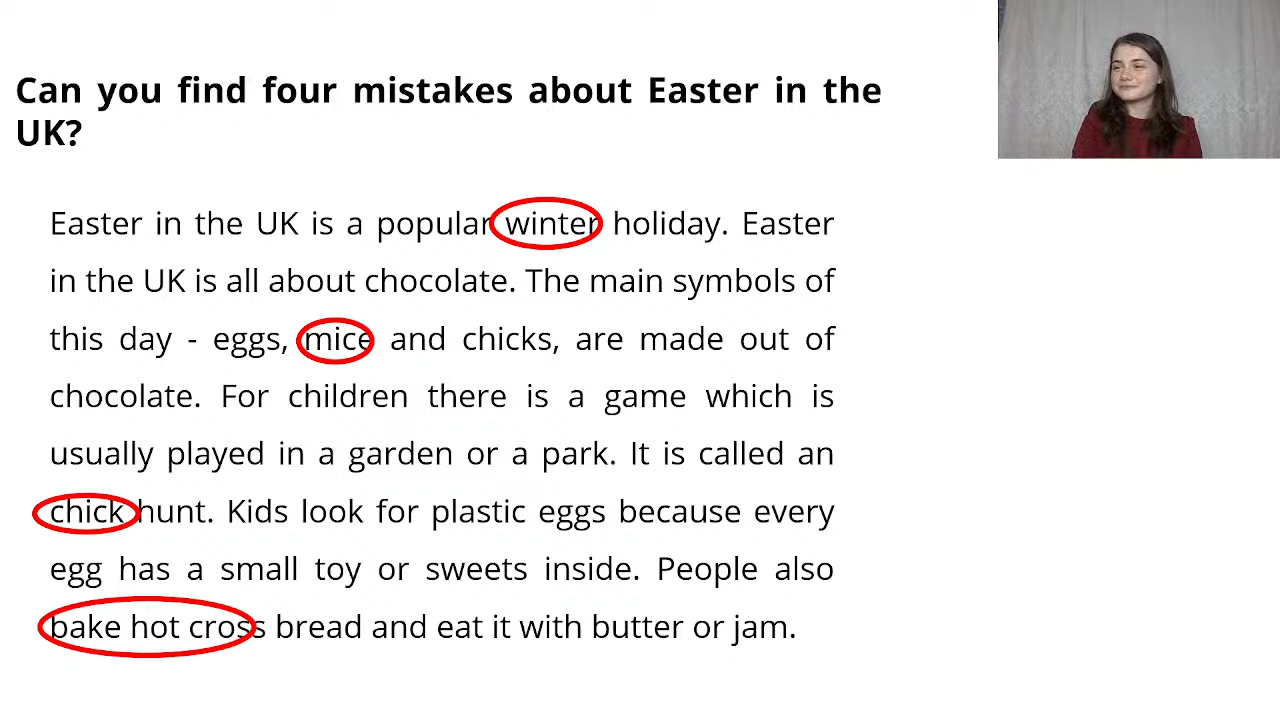 Can you find four mistakes about Easter in the
UK?
Easter in the UK is a popular winter holiday. Easter
in the UK is all about chocolate. The main symbols of
this day - eggs, mice and chicks, are made out of
chocolate. For children there is a game which is
usually played in a garden or a park. It is called an
chick hunt. Kids look for plastic eggs because every
egg has a small toy or sweets inside. People also
bake hot cross bread and eat it with butter or jam.